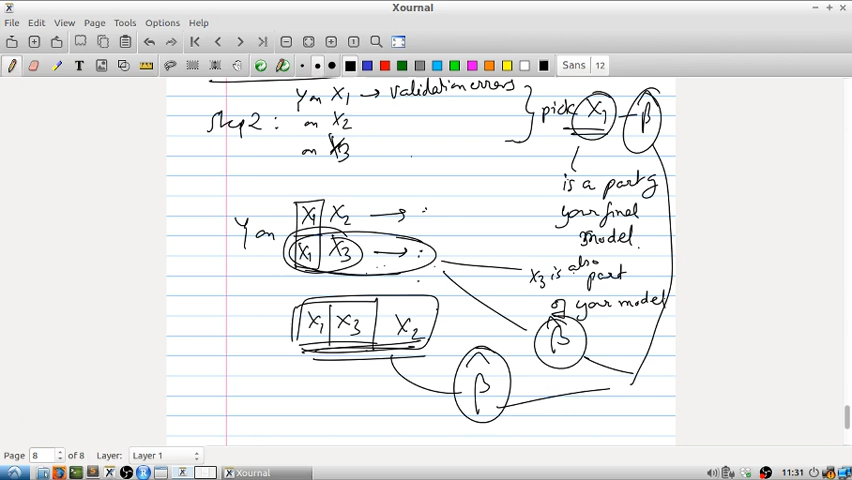 Xournal
File Edit View Page Tools Options Help
Sans 12
Y on X1 → validation errors
Step 2 : on X2
on X3
pick X1 – β̂
is a part of
your final
model.
Y on X1 X2 →
X1 X3 →
X3 is also
part
of your model
β̂
X1 X3 X2
β̂
Page 8 of 8 Layer: Layer 1
Xournal
11:31